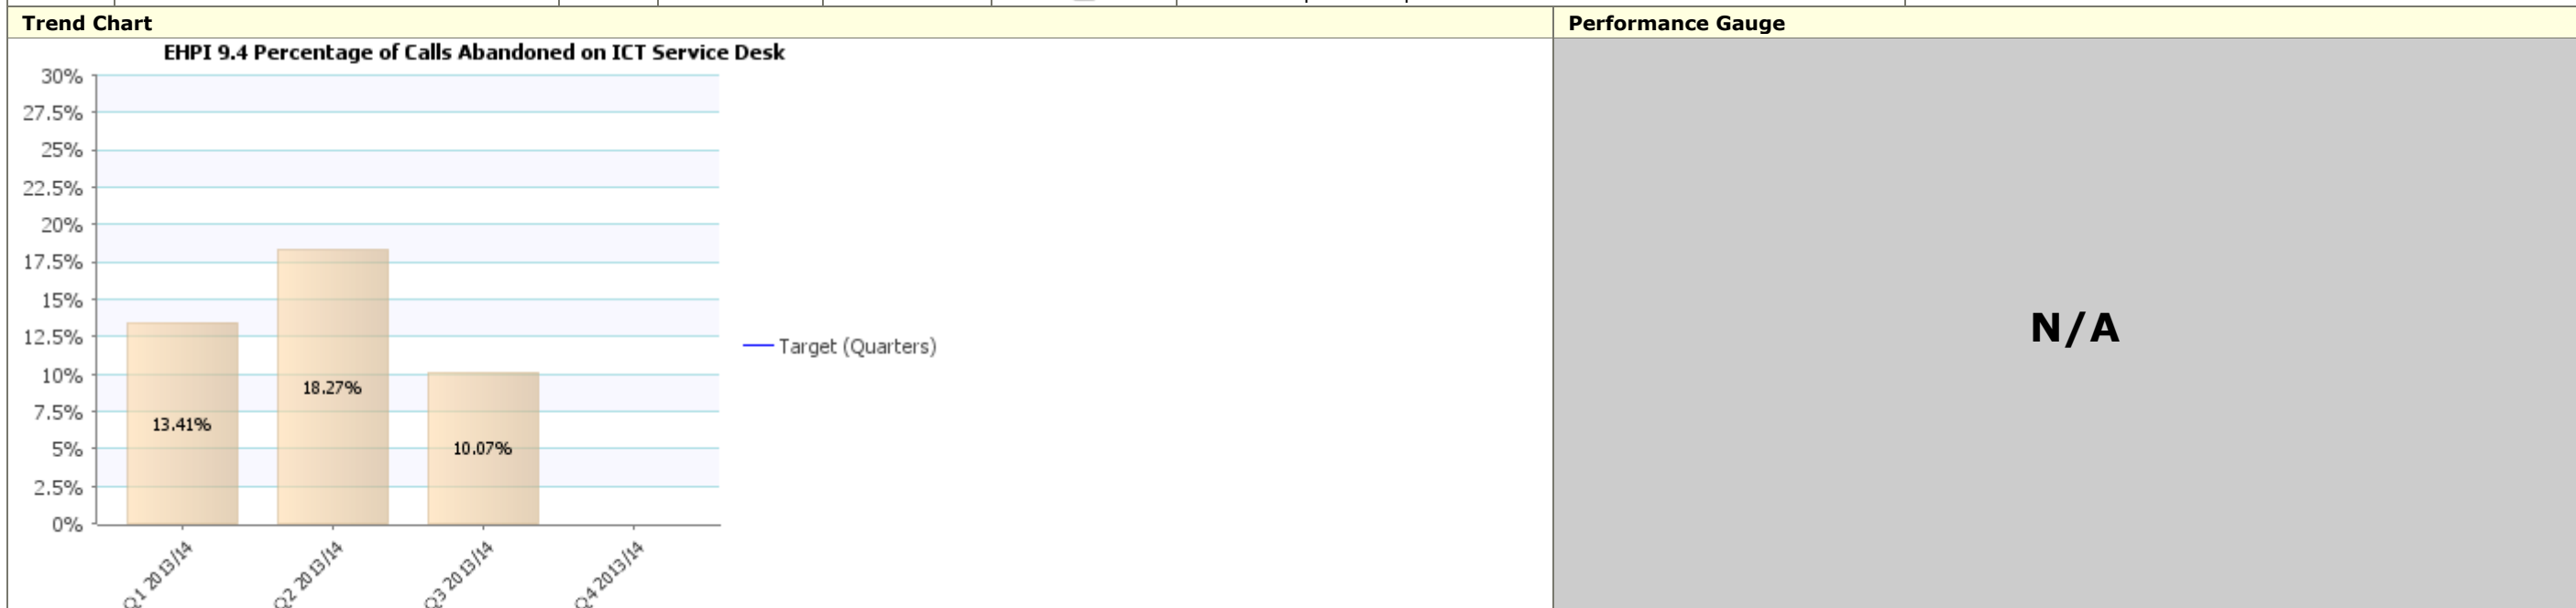 Trend Chart
Performance Gauge
EHPI 9.4 Percentage of Calls Abandoned on ICT Service Desk
30%
27.5%
25%
22.5%
20%
17.5%
15%
12.5%
10%
7.5%
5%
2.5%
0%
13.41%
18.27%
10.07%
Q1 2013/14
Q2 2013/14
Q3 2013/14
Q4 2013/14
Target (Quarters)
N/A